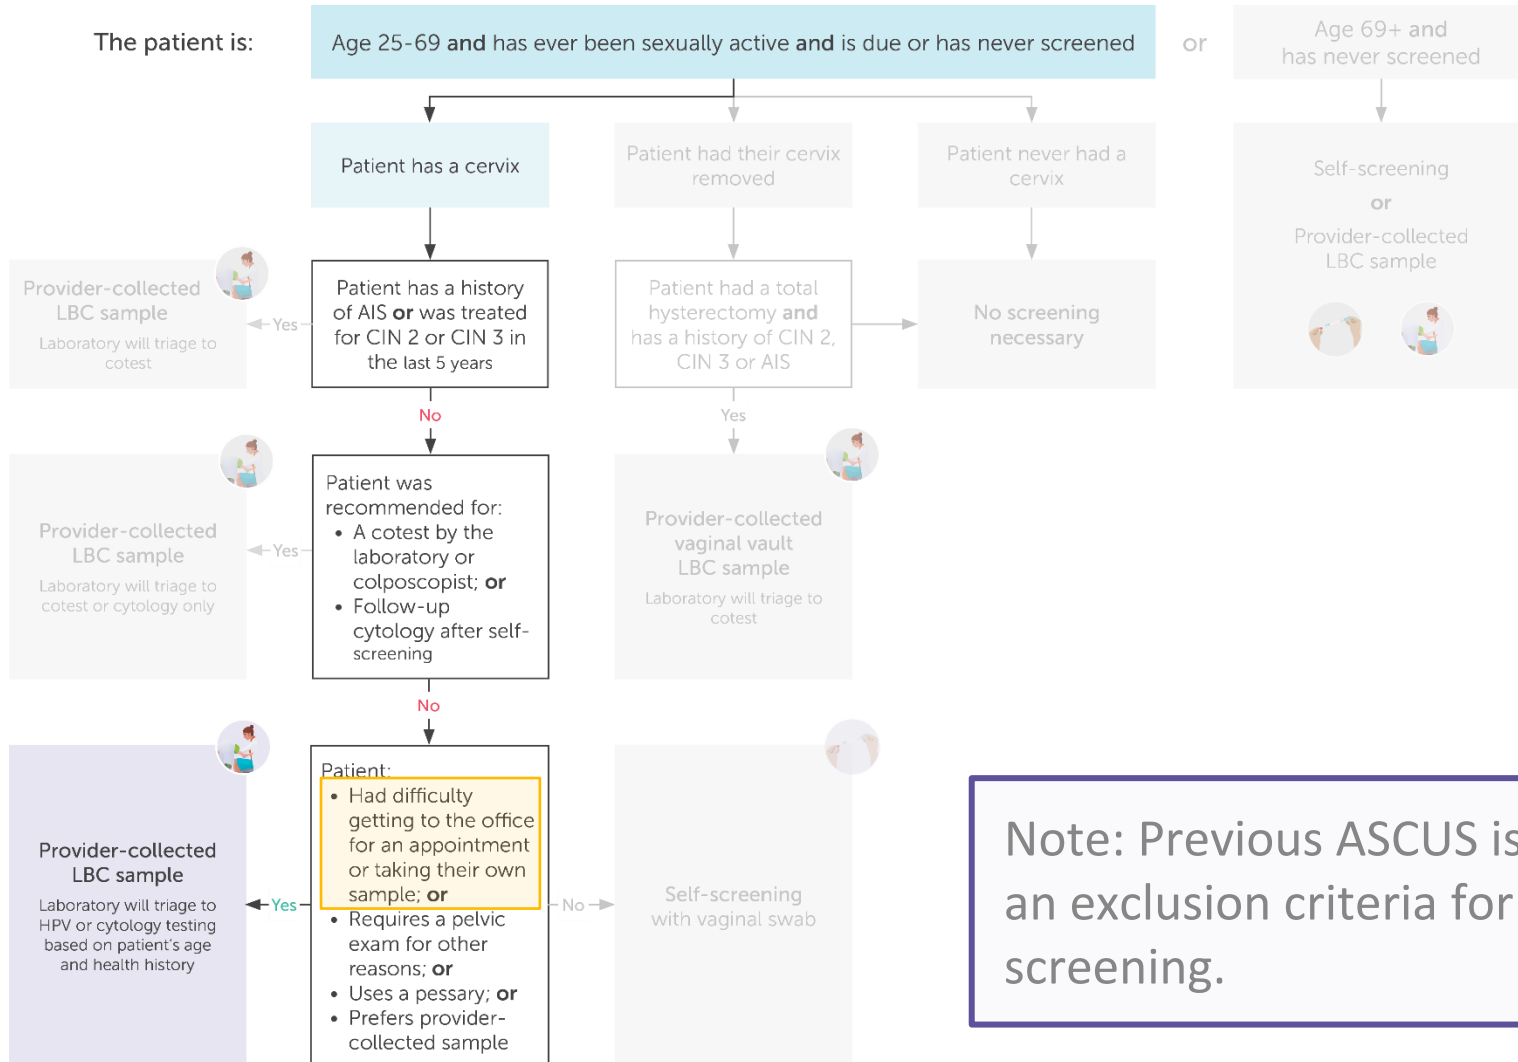 The patient is:
Age 25-69 and has ever been sexually active and is due or has never screened
or
Age 69+ and
has never screened
Patient has a cervix
Patient had their cervix
removed
Patient never had a
cervix
Self-screening
or
Provider-collected
LBC sample
Provider-collected
LBC sample
Laboratory will triage to
cotest
Yes
Patient has a history
of AIS or was treated
for CIN 2 or CIN 3 in
the last 5 years
Patient had a total
hysterectomy and
has a history of CIN 2,
CIN 3 or AIS
No screening
necessary
No
Yes
Provider-collected
LBC sample
Laboratory will triage to
cotest or cytology only
Yes
Patient was
recommended for:
• A cotest by the
laboratory or
colposcopist; or
• Follow-up
cytology after self-
screening
Provider-collected
vaginal vault
LBC sample
Laboratory will triage to
cotest
No
Provider-collected
LBC sample
Laboratory will triage to
HPV or cytology testing
based on patient's age
and health history
Yes
Patient:
• Had difficulty
getting to the office
for an appointment
or taking their own
sample; or
• Requires a pelvic
exam for other
reasons; or
• Uses a pessary; or
• Prefers provider-
collected sample
No
Self-screening
with vaginal swab
Note: Previous ASCUS is
an exclusion criteria for
screening.